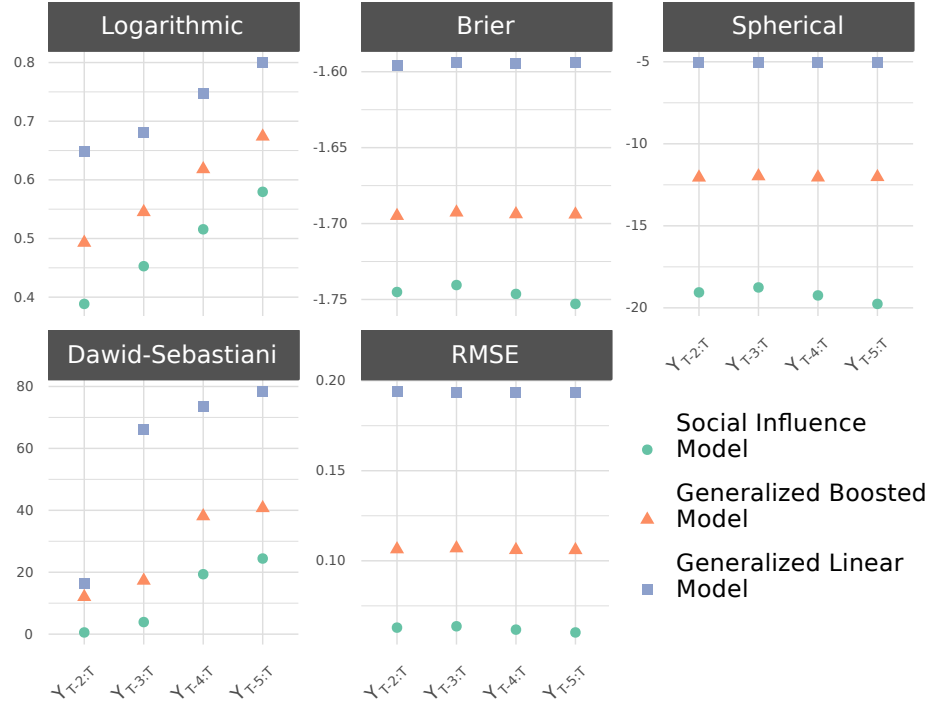 Logarithmic
0.8
0.7
0.6
0.5
0.4
Brier
-1.60
-1.65
-1.70
-1.75
Spherical
-5
-10
-15
-20
Y T-2:T
Y T-3:T
Y T-4:T
Y T-5:T
Dawid-Sebastiani
80
60
40
20
0
Y T-2:T
Y T-3:T
Y T-4:T
Y T-5:T
RMSE
0.20
0.15
0.10
Y T-2:T
Y T-3:T
Y T-4:T
Y T-5:T
Social Influence
Model
Generalized Boosted
Model
Generalized Linear
Model